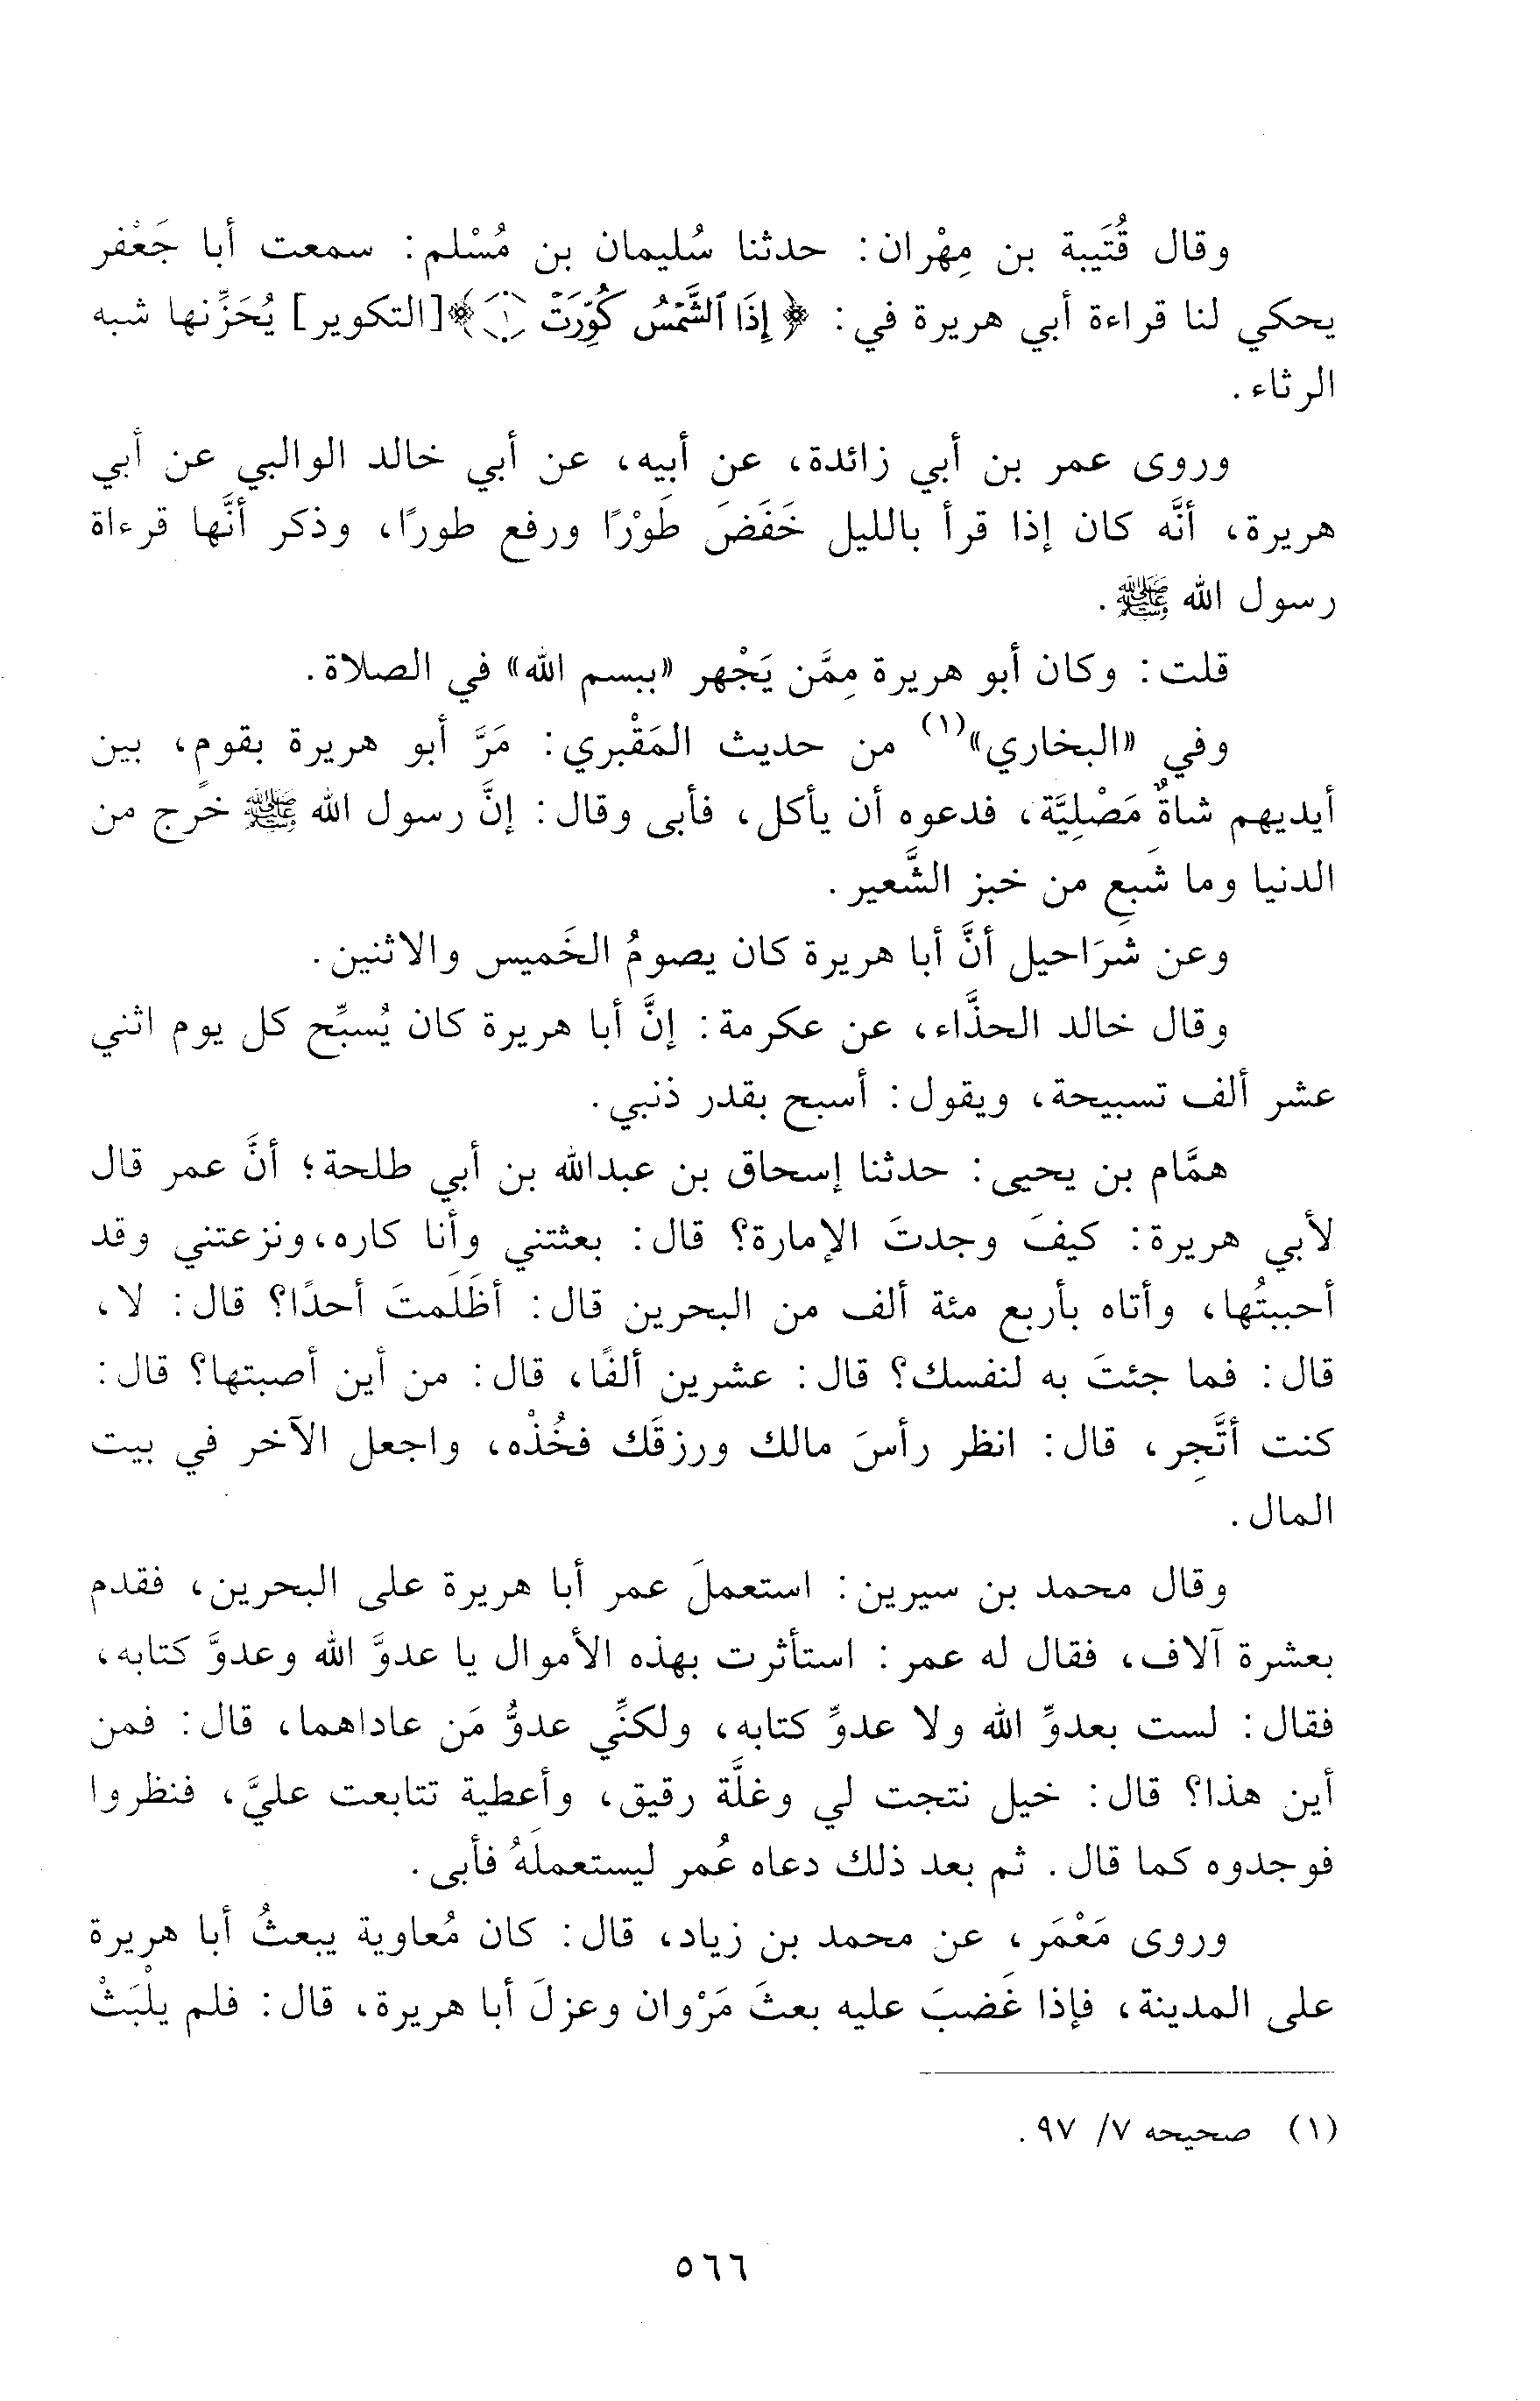 وقال قُتَيبة بن مِهْران: حدثنا سُليمان بن مُسْلم: سمعت أبا جَعْفر
يحكي لنا قراءة أبي هريرة في: ﴿إِذَا ٱلشَّمْسُ كُوِّرَتْ ١﴾[التكوير] يُحَزِّنها شبه
الرثاء.
وروى عمر بن أبي زائدة، عن أبيه، عن أبي خالد الوالبي عن أبي
هريرة، أنَّه كان إذا قرأ بالليل خَفَضَ طَوْرًا ورفع طورًا، وذكر أنَّها قرءاة
رسول الله ﷺ.
قلت: وكان أبو هريرة مِمَّن يَجْهر «ببسم الله» في الصلاة.
وفي «البخاري»(١) من حديث المَقْبري: مَرَّ أبو هريرة بقومٍ، بين
أيديهم شاةٌ مَصْلِيَّة، فدعوه أن يأكل، فأبى وقال: إنَّ رسول الله ﷺ خرج من
الدنيا وما شَبِع من خبز الشَّعير.
وعن شرَاحيل أنَّ أبا هريرة كان يصومُ الخَميس والاثنين.
وقال خالد الحذَّاء، عن عكرمة: إنَّ أبا هريرة كان يُسبِّح كل يوم اثني
عشر ألف تسبيحة، ويقول: أسبح بقدر ذنبي.
همَّام بن يحيى: حدثنا إسحاق بن عبدالله بن أبي طلحة؛ أنَّ عمر قال
لأبي هريرة: كيفَ وجدتَ الإمارة؟ قال: بعثتني وأنا كاره،ونزعتني وقد
أحببتُها، وأتاه بأربع مئة ألف من البحرين قال: أظَلَمتَ أحدًا؟ قال: لا،
قال: فما جئتَ به لنفسك؟ قال: عشرين ألفًا، قال: من أين أصبتها؟ قال:
كنت أتَّجِر، قال: انظر رأسَ مالك ورزقَك فخُذْه، واجعل الآخر في بيت
المال.
وقال محمد بن سيرين: استعملَ عمر أبا هريرة على البحرين، فقدم
بعشرة آلاف، فقال له عمر: استأثرت بهذه الأموال يا عدوَّ الله وعدوَّ كتابه،
فقال: لست بعدوِّ الله ولا عدوِّ كتابه، ولكنِّي عدوُّ مَن عاداهما، قال: فمن
أين هذا؟ قال: خيل نتجت لي وغلَّة رقيق، وأعطية تتابعت عليَّ، فنظروا
فوجدوه كما قال. ثم بعد ذلك دعاه عُمر ليستعملَهُ فأبى.
وروى مَعْمَر، عن محمد بن زياد، قال: كان مُعاوية يبعثُ أبا هريرة
على المدينة، فإذا غَضبَ عليه بعثَ مَرْوان وعزلَ أبا هريرة، قال: فلم يلْبَثْ
(١) صحيحه ٧/ ٩٧.
٥٦٦